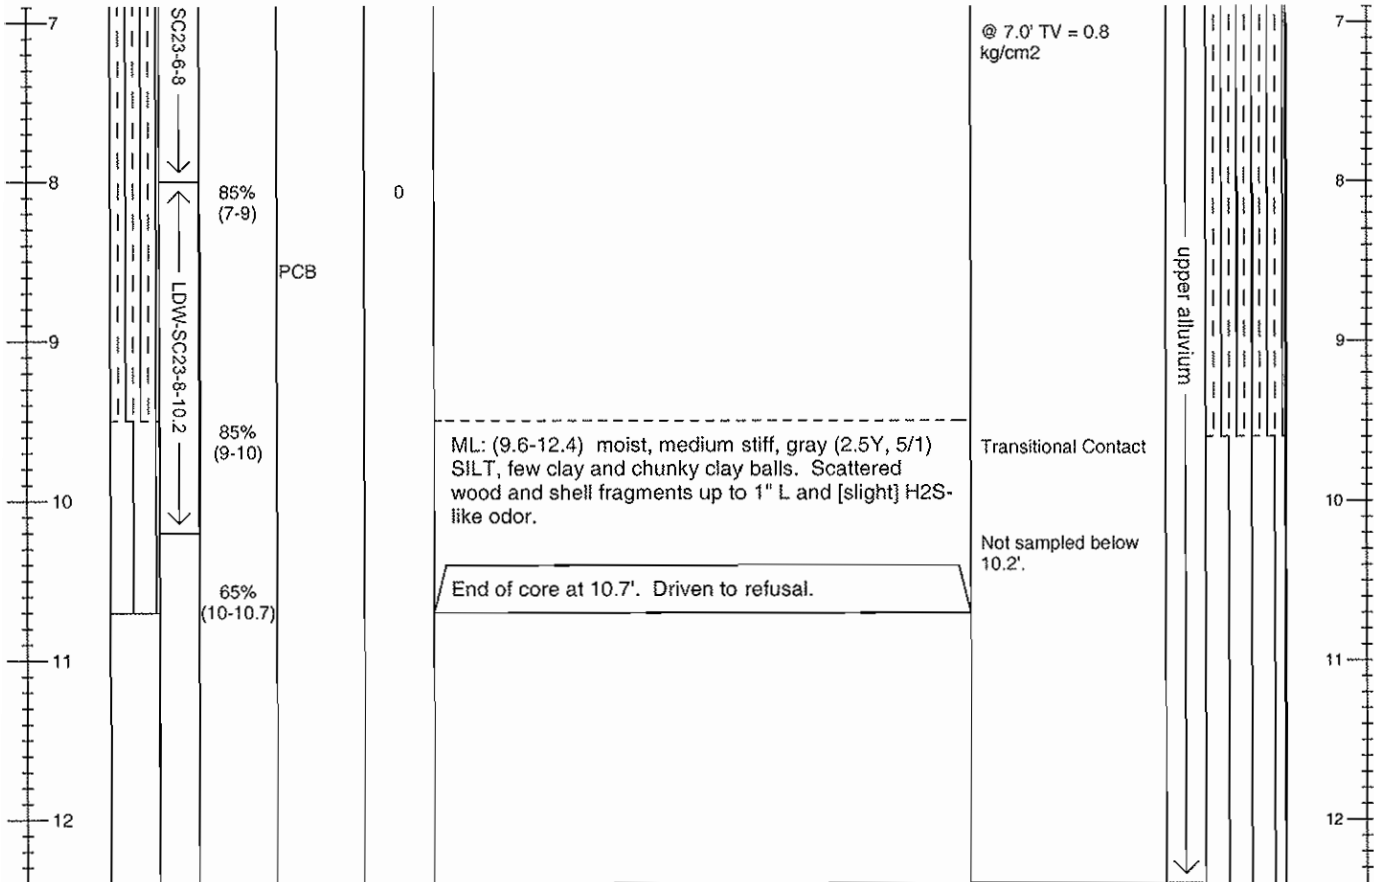 7
SC23-6-8
@ 7.0' TV = 0.8
kg/cm2
7
8
85%
(7-9)
0
8
PCB
LDW-SC23-8-10.2
upper alluvium
9
9
85%
(9-10)
ML: (9.6-12.4) moist, medium stiff, gray (2.5Y, 5/1)
SILT, few clay and chunky clay balls. Scattered
wood and shell fragments up to 1" L and [slight] H2S-
like odor.
Transitional Contact
10
10
Not sampled below
10.2'.
65%
(10-10.7)
End of core at 10.7'. Driven to refusal.
11
11
12
12